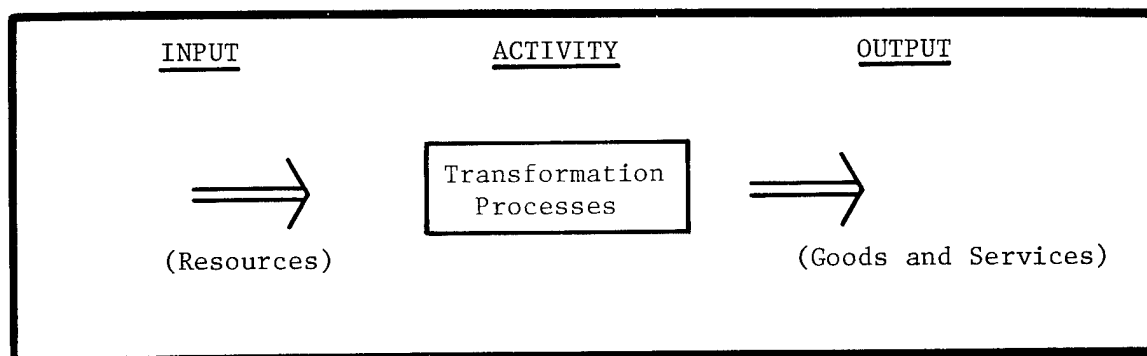 INPUT
ACTIVITY
OUTPUT
Transformation
Processes
(Resources)
(Goods and Services)